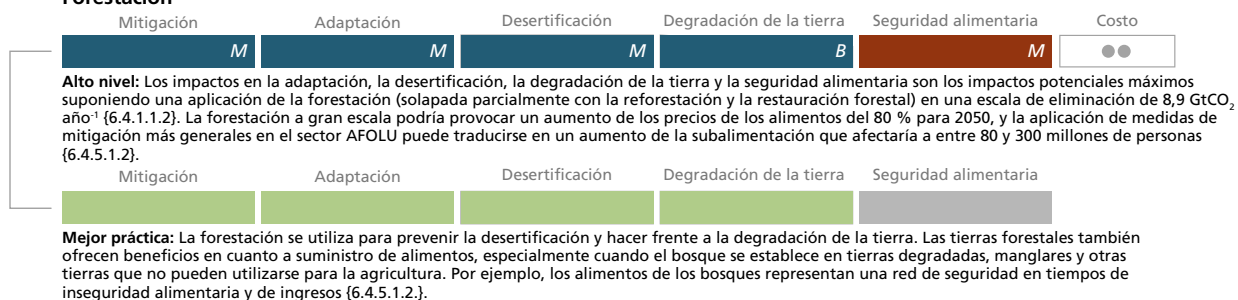 Forestación
Mitigación Adaptación Desertificación Degradación de la tierra Seguridad alimentaria Costo
M M M B M
Alto nivel: Los impactos en la adaptación, la desertificación, la degradación de la tierra y la seguridad alimentaria son los impactos potenciales máximos
suponiendo una aplicación de la forestación (solapada parcialmente con la reforestación y la restauración forestal) en una escala de eliminación de 8,9 GtCO₂
año⁻¹ {6.4.1.1.2}. La forestación a gran escala podría provocar un aumento de los precios de los alimentos del 80 % para 2050, y la aplicación de medidas de
mitigación más generales en el sector AFOLU puede traducirse en un aumento de la subalimentación que afectaría a entre 80 y 300 millones de personas
{6.4.5.1.2}.
Mitigación Adaptación Desertificación Degradación de la tierra Seguridad alimentaria
Mejor práctica: La forestación se utiliza para prevenir la desertificación y hacer frente a la degradación de la tierra. Las tierras forestales también
ofrecen beneficios en cuanto a suministro de alimentos, especialmente cuando el bosque se establece en tierras degradadas, manglares y otras
tierras que no pueden utilizarse para la agricultura. Por ejemplo, los alimentos de los bosques representan una red de seguridad en tiempos de
inseguridad alimentaria y de ingresos {6.4.5.1.2.}.